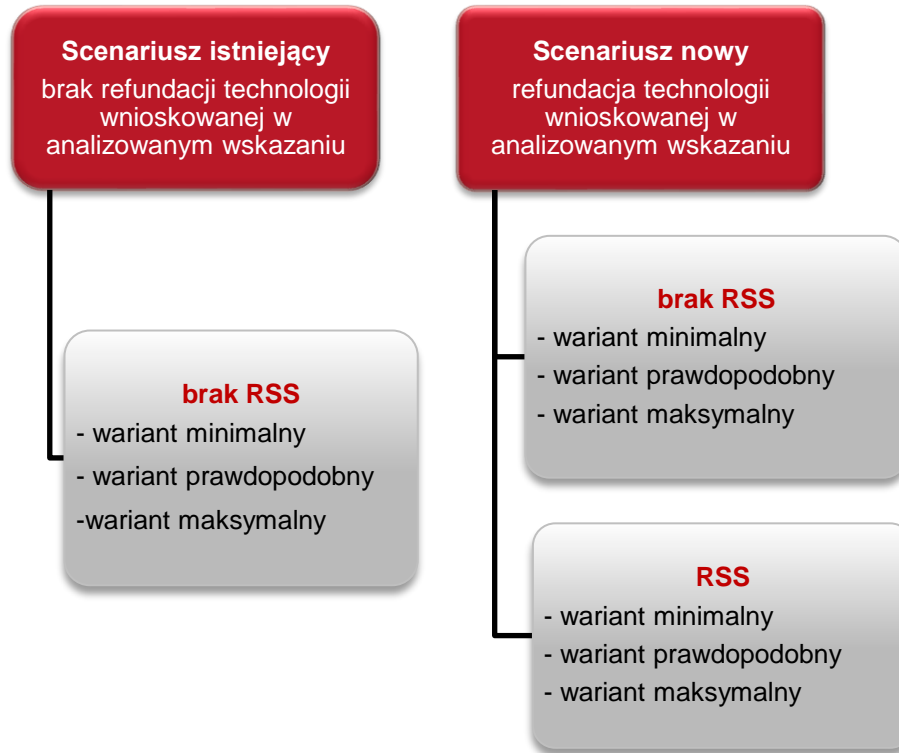 Scenariusz istniejący
brak refundacji technologii
wnioskowanej w
analizowanym wskazaniu
brak RSS
- wariant minimalny
- wariant prawdopodobny
-wariant maksymalny
Scenariusz nowy
refundacja technologii
wnioskowanej w
analizowanym wskazaniu
brak RSS
- wariant minimalny
- wariant prawdopodobny
- wariant maksymalny
RSS
- wariant minimalny
- wariant prawdopodobny
- wariant maksymalny